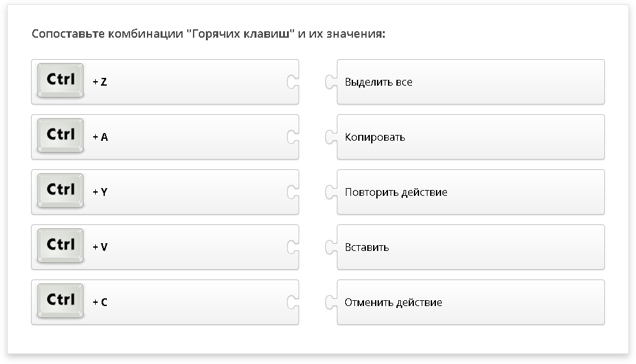 Сопоставьте комбинации "Горячих клавиш" и их значения:
Ctrl + Z
Выделить все
Ctrl + A
Копировать
Ctrl + Y
Повторить действие
Ctrl + V
Вставить
Ctrl + C
Отменить действие